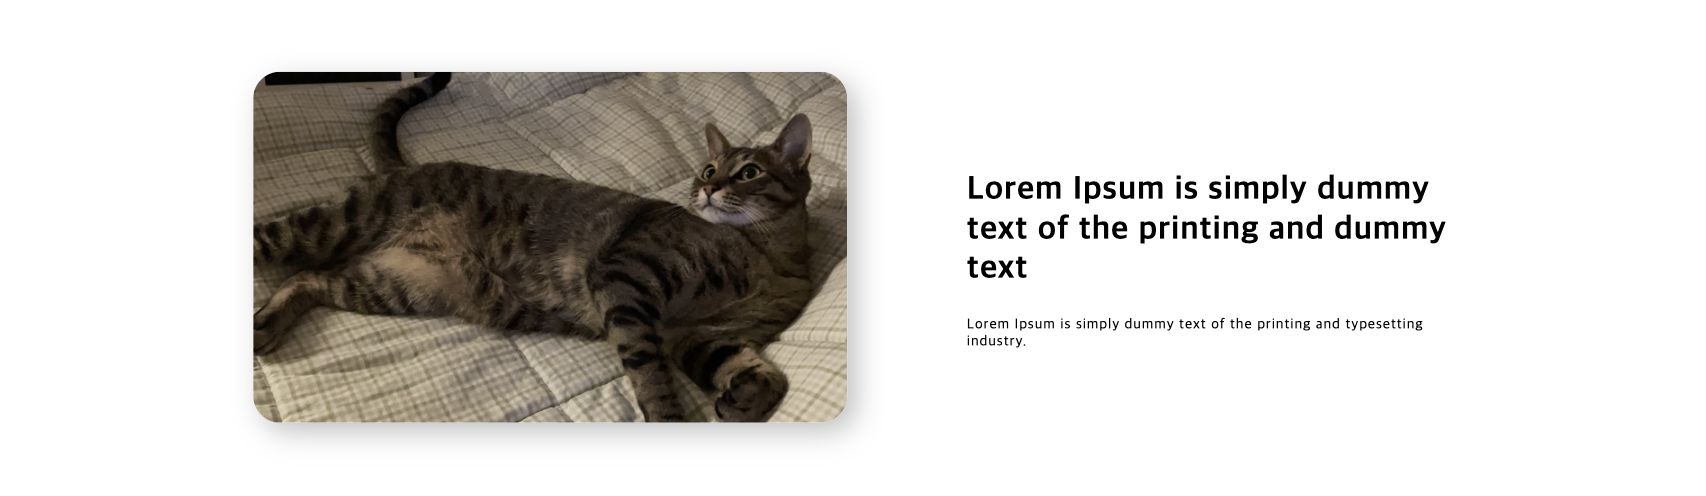 Lorem Ipsum is simply dummy
text of the printing and dummy
text
Lorem Ipsum is simply dummy text of the printing and typesetting
industry.